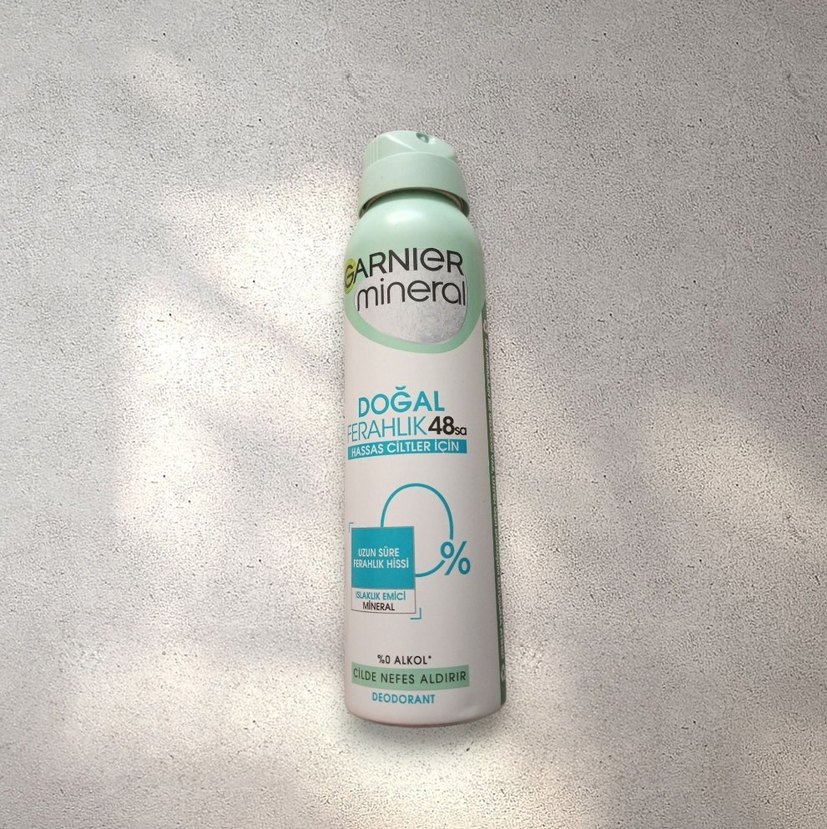 GARNIER
mineral
DOĞAL
FERAHLIK 48sa
HASSAS CİLTLER İÇİN
0%
UZUN SÜRE
FERAHLIK HİSSİ
ISLAKLIK EMİCİ
MİNERAL
%0 ALKOL*
CİLDE NEFES ALDIRIR
DEODORANT